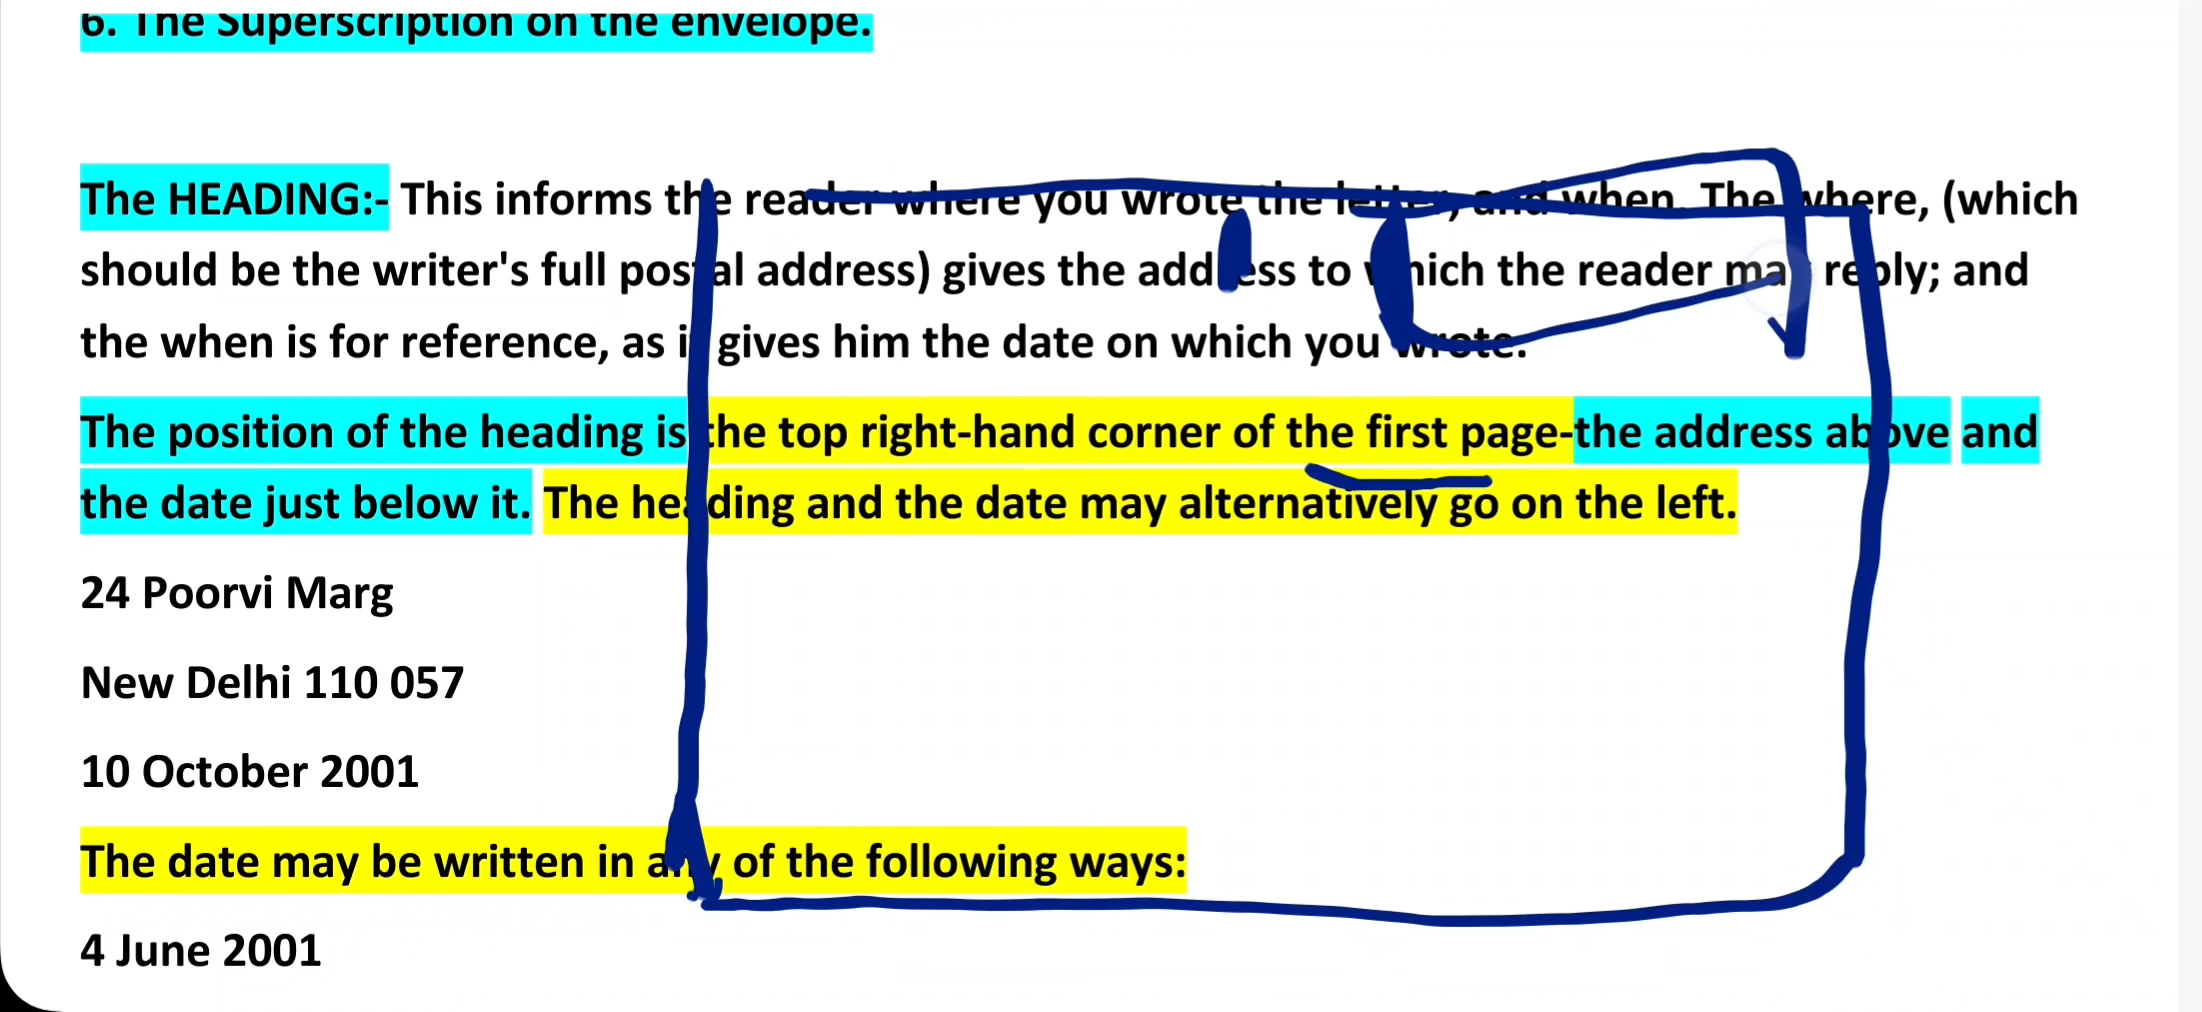 6. The Superscription on the envelope.
The HEADING:- This informs the reader where you wrote the letter, and when. The where, (which
should be the writer's full postal address) gives the address to which the reader may reply; and
the when is for reference, as it gives him the date on which you wrote.
The position of the heading is the top right-hand corner of the first page-the address above and
the date just below it. The heading and the date may alternatively go on the left.
24 Poorvi Marg
New Delhi 110 057
10 October 2001
The date may be written in any of the following ways:
4 June 2001